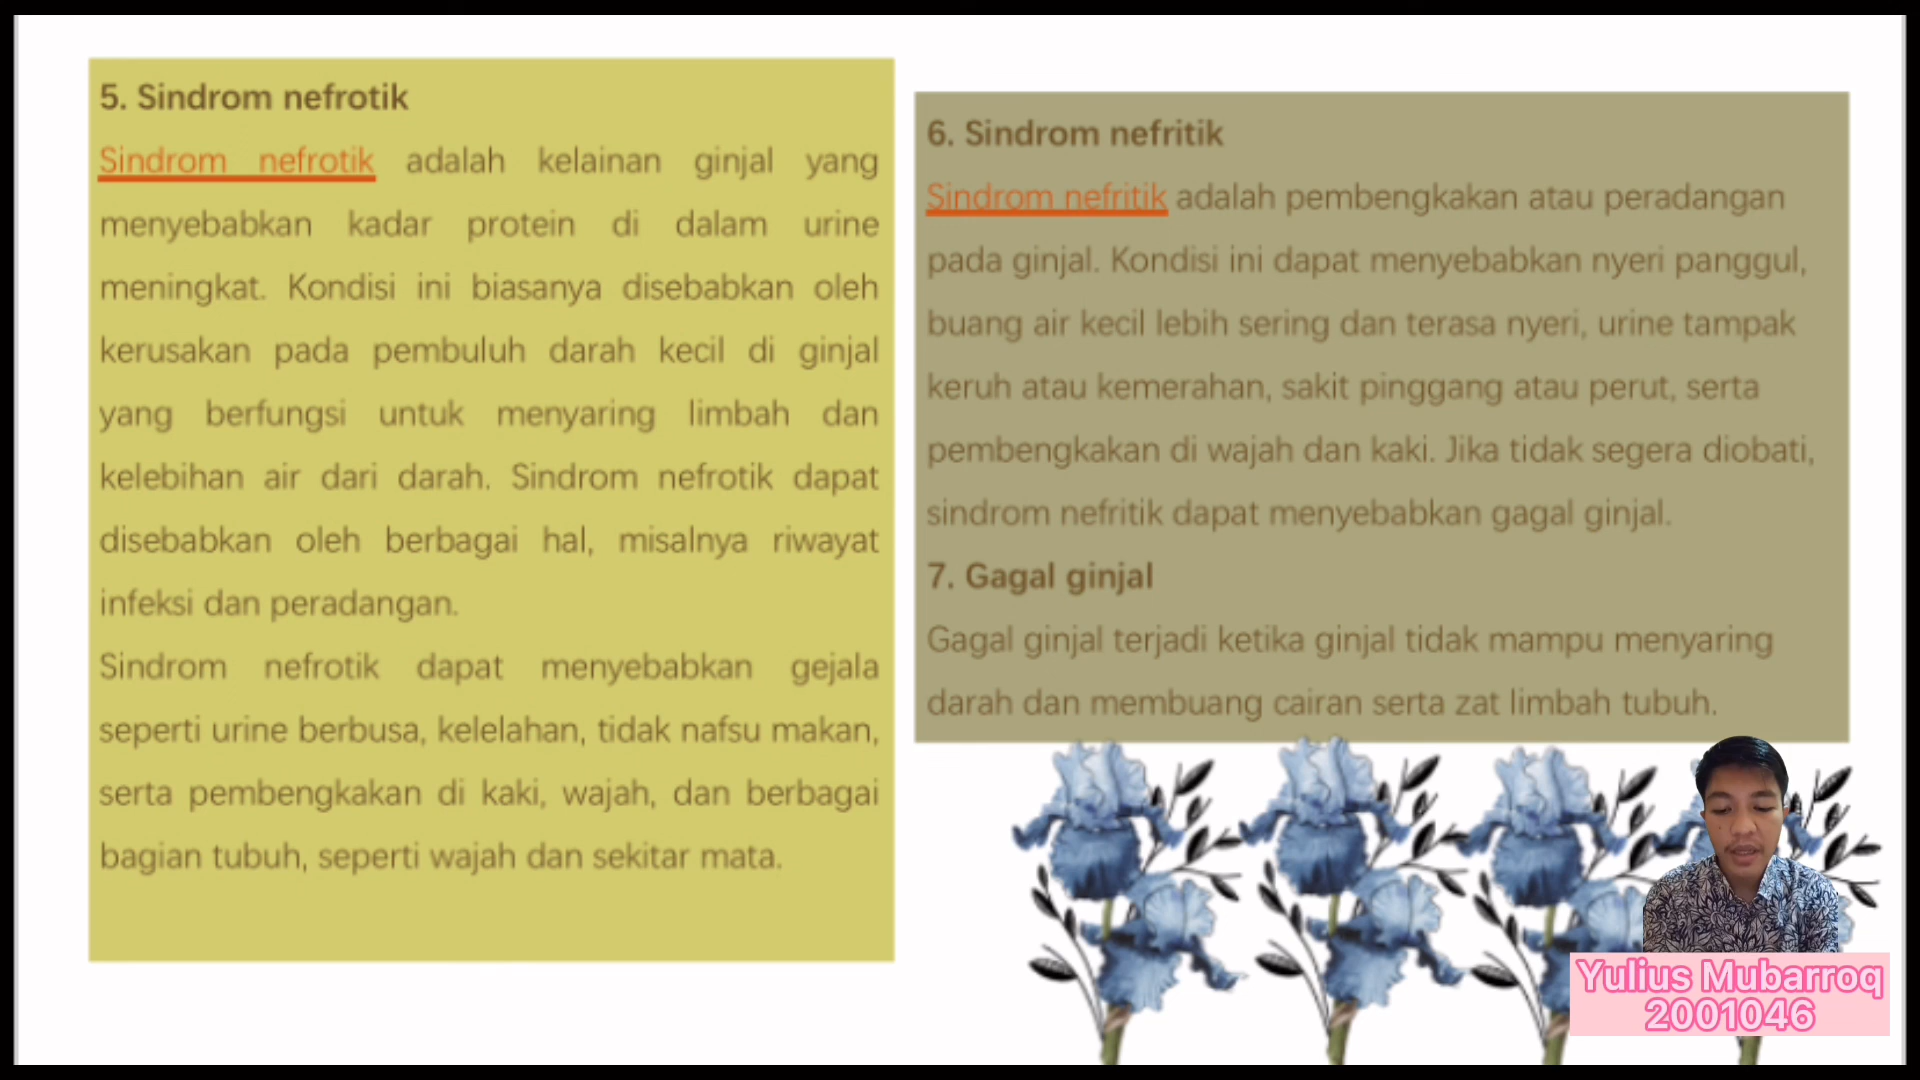 5. Sindrom nefrotik
Sindrom nefrotik adalah kelainan ginjal yang
menyebabkan kadar protein di dalam urine
meningkat. Kondisi ini biasanya disebabkan oleh
kerusakan pada pembuluh darah kecil di ginjal
yang berfungsi untuk menyaring limbah dan
kelebihan air dari darah. Sindrom nefrotik dapat
disebabkan oleh berbagai hal, misalnya riwayat
infeksi dan peradangan.
Sindrom nefrotik dapat menyebabkan gejala
seperti urine berbusa, kelelahan, tidak nafsu makan,
serta pembengkakan di kaki, wajah, dan berbagai
bagian tubuh, seperti wajah dan sekitar mata.
6. Sindrom nefritik
Sindrom nefritik adalah pembengkakan atau peradangan
pada ginjal. Kondisi ini dapat menyebabkan nyeri panggul,
buang air kecil lebih sering dan terasa nyeri, urine tampak
keruh atau kemerahan, sakit pinggang atau perut, serta
pembengkakan di wajah dan kaki. Jika tidak segera diobati,
sindrom nefritik dapat menyebabkan gagal ginjal.
7. Gagal ginjal
Gagal ginjal terjadi ketika ginjal tidak mampu menyaring
darah dan membuang cairan serta zat limbah tubuh.
Yulius Mubarroq
2001046